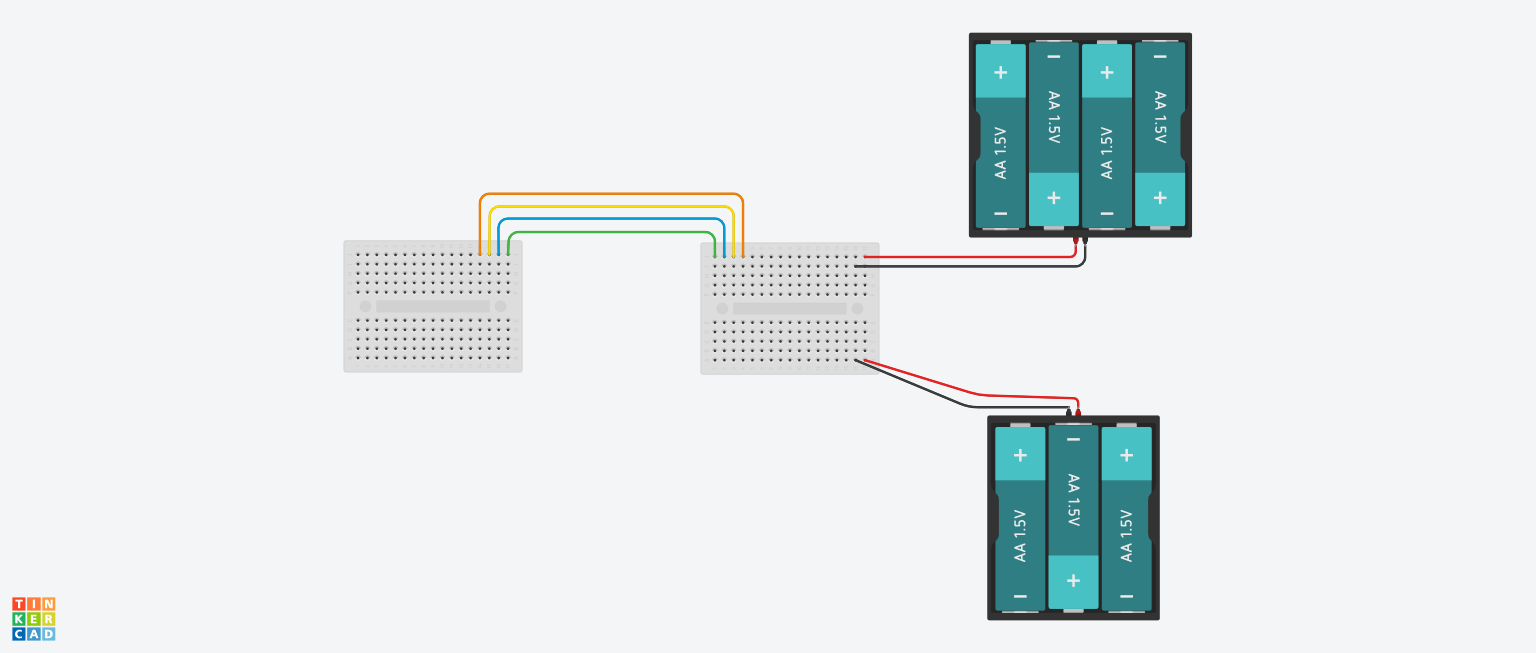 + − + −
AA 1.5V AA 1.5V AA 1.5V AA 1.5V
− + − +
+ − +
AA 1.5V AA 1.5V AA 1.5V
− + −
TIN
KER
CAD